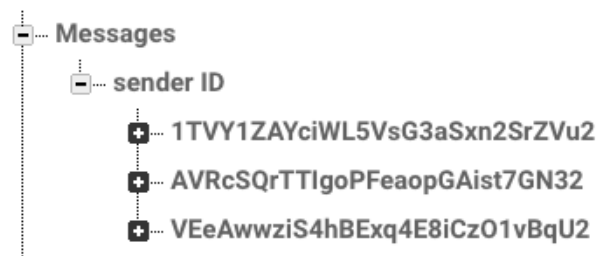 Messages
sender ID
1TVY1ZAYciWL5VsG3aSxn2SrZVu2
AVRcSQrTTIgoPFeaopGAist7GN32
VEeAwwziS4hBExq4E8iCzO1vBqU2